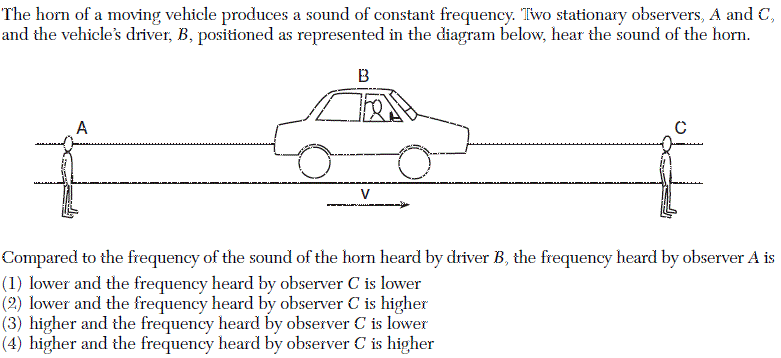 The horn of a moving vehicle produces a sound of constant frequency. Two stationary observers, A and C,
and the vehicle's driver, B, positioned as represented in the diagram below, hear the sound of the horn.
B
A
C
v
Compared to the frequency of the sound of the horn heard by driver B, the frequency heard by observer A is
(1) lower and the frequency heard by observer C is lower
(2) lower and the frequency heard by observer C is higher
(3) higher and the frequency heard by observer C is lower
(4) higher and the frequency heard by observer C is higher